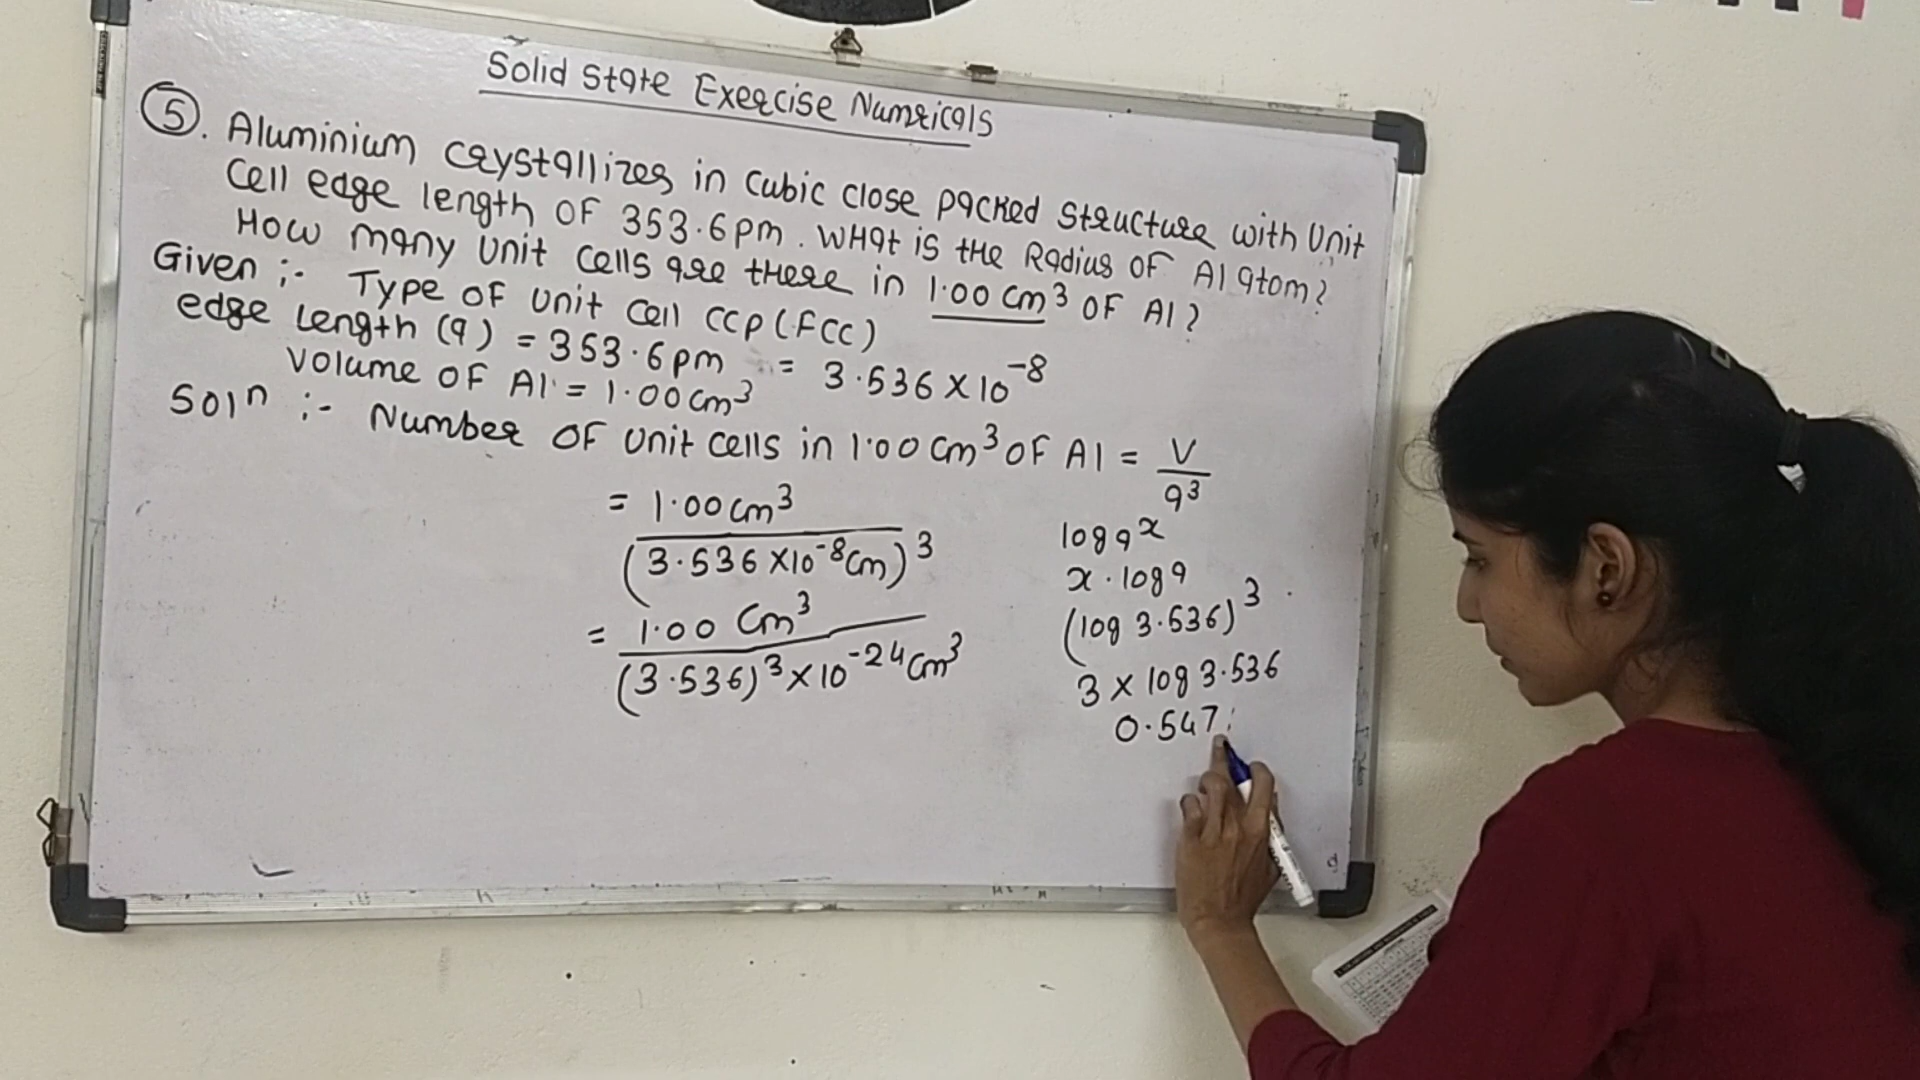 Solid State Exercise Numericals
5. Aluminium crystallizes in cubic close packed structure with Unit
Cell edge length OF 353.6pm. WHat is tHe Radius OF Al atom?
How many Unit Cells are tHere in 1.00 cm³ OF Al?
Given :- Type OF Unit Cell CCP (FCC)
edge Length (a) = 353.6pm = 3.536 X 10⁻⁸
Volume OF Al = 1.00cm³
Solⁿ :- Number OF Unit Cells in 1.00 cm³ OF Al = V/a³
= 1.00 cm³
(3.536 X10⁻⁸cm)³
= 1.00 Cm³
(3.536)³ X 10⁻²⁴ cm³
log aˣ
x . log a
(log 3.536)³
3 X log 3.536
0.547